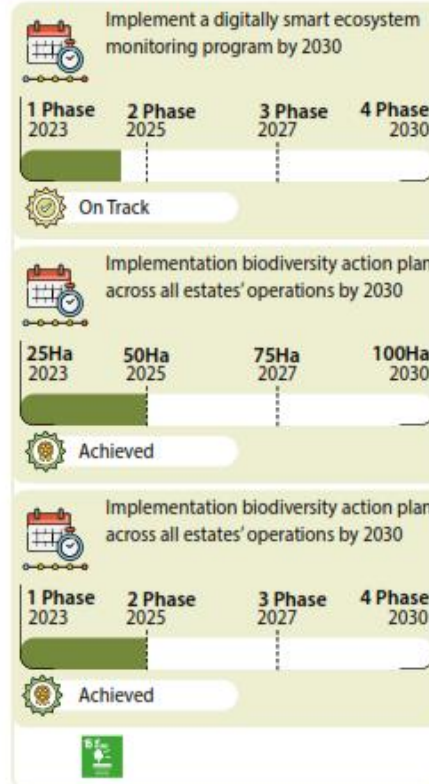 Implement a digitally smart ecosystem
monitoring program by 2030
1 Phase 2 Phase 3 Phase 4 Phase
2023 2025 2027 2030
On Track
Implementation biodiversity action plan
across all estates' operations by 2030
25Ha 50Ha 75Ha 100Ha
2023 2025 2027 2030
Achieved
Implementation biodiversity action plan
across all estates' operations by 2030
1 Phase 2 Phase 3 Phase 4 Phase
2023 2025 2027 2030
Achieved
15